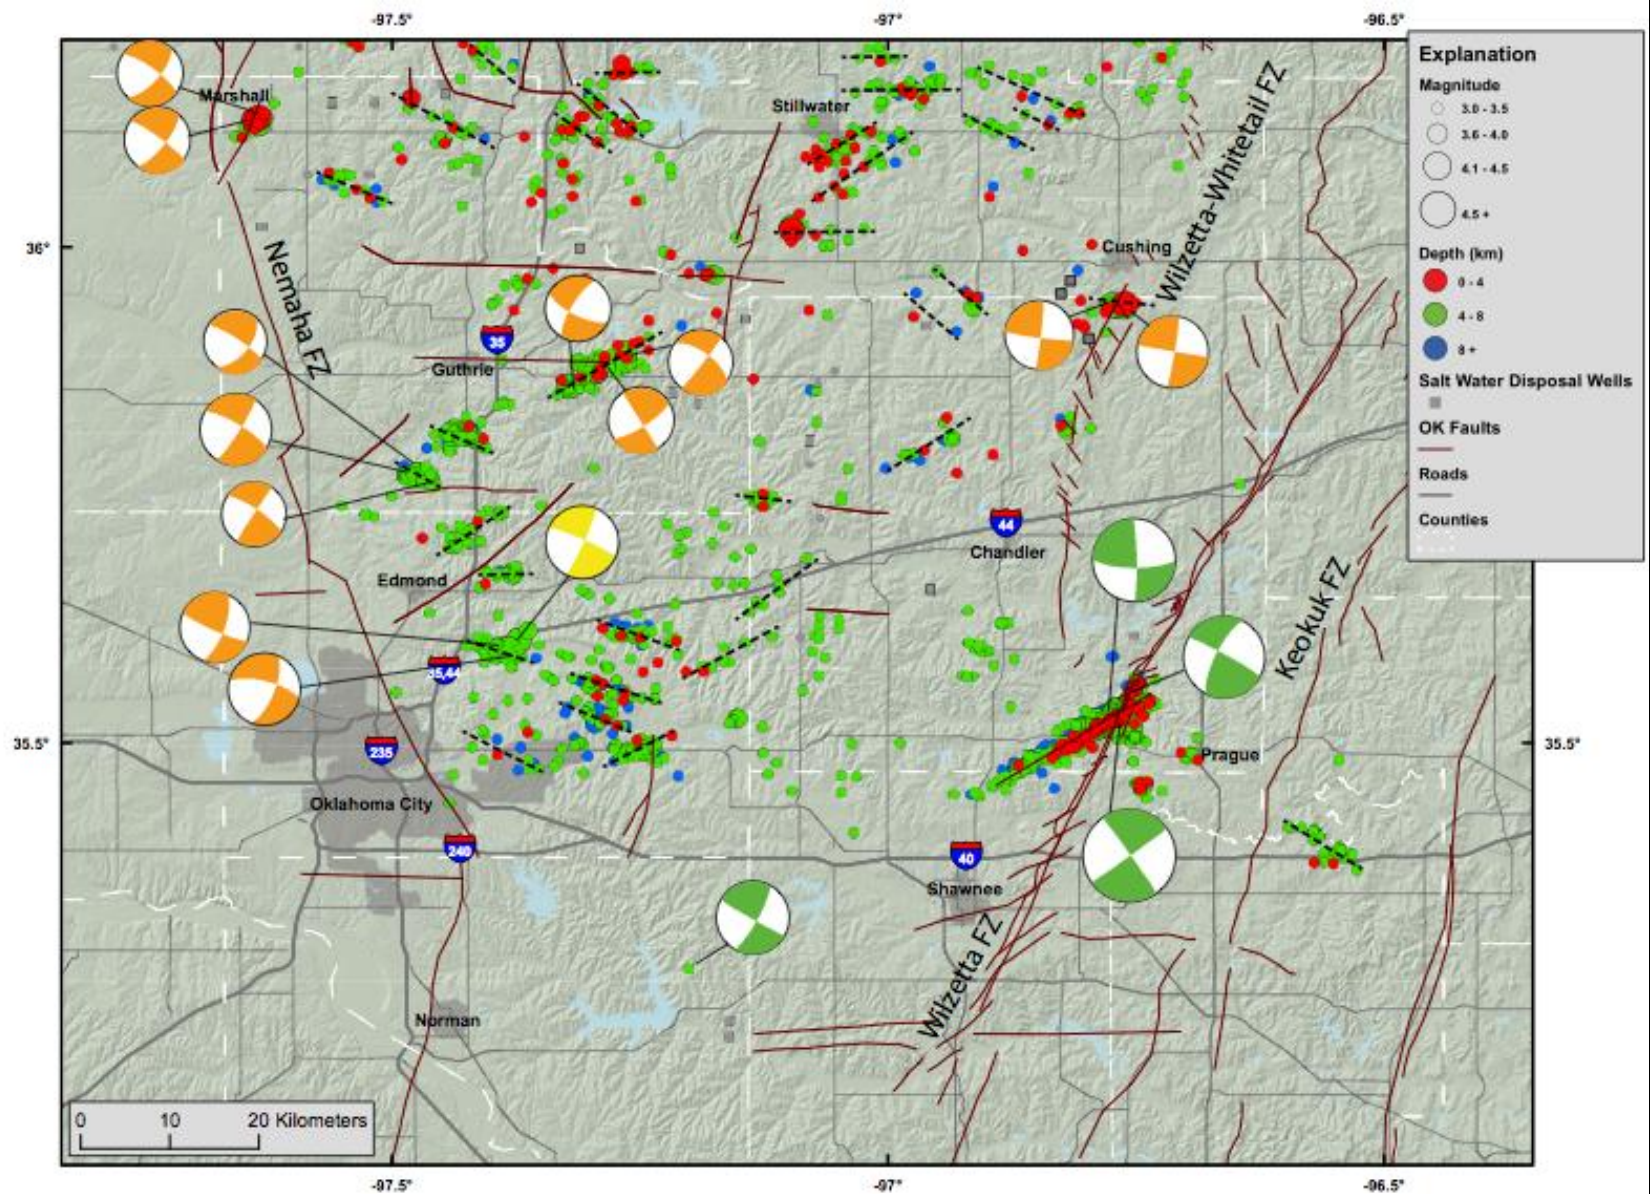 -97.5°
-97°
-96.5°
Explanation
Magnitude
3.0 - 3.5
3.6 - 4.0
4.1 - 4.5
4.5 +
Depth (km)
0 - 4
4 - 8
8 +
Salt Water Disposal Wells
OK Faults
Roads
Counties
Marshall
Stillwater
Wilzetta-Whitetail FZ
36°
Cushing
Nemaha FZ
35
Guthrie
44
Chandler
Edmond
Keokuk FZ
35,44
235
35.5°
35.5°
Prague
Oklahoma City
240
40
Shawnee
Wilzetta FZ
Norman
0 10 20 Kilometers
-97.5°
-97°
-96.5°